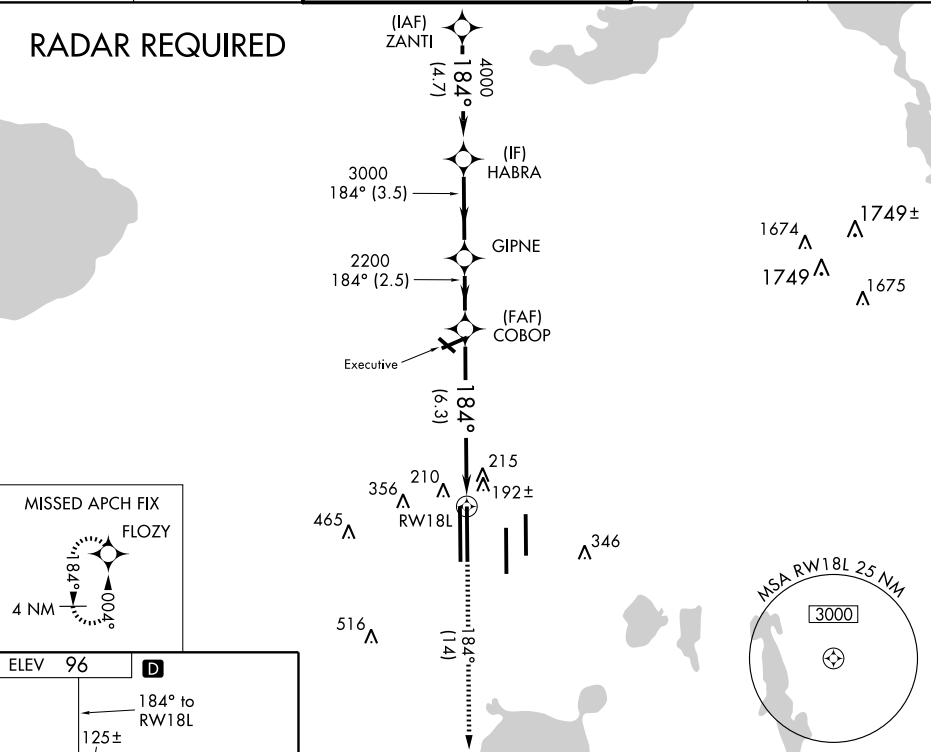 RADAR REQUIRED
(IAF)
ZANTI
4000
184°
(4.7)
(IF)
HABRA
3000
184° (3.5)
GIPNE
2200
184° (2.5)
(FAF)
COBOP
Executive
184°
(6.3)
1674
1749±
1749
1675
215
210
192±
356
RW18L
465
346
516
184°
(14)
MISSED APCH FIX
FLOZY
184°
4 NM
004°
MSA RW18L 25 NM
3000
ELEV 96
D
184° to
RW18L
125±